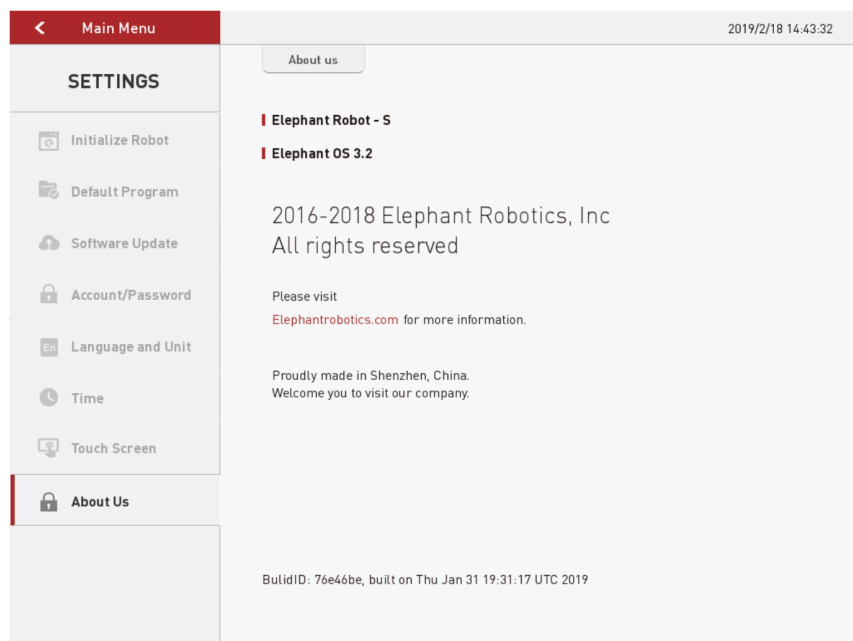 Main Menu
2019/2/18 14:43:32
SETTINGS
Initialize Robot
Default Program
Software Update
Account/Password
En
Language and Unit
Time
Touch Screen
About Us
About us
Elephant Robot - S
Elephant OS 3.2
2016-2018 Elephant Robotics, Inc
All rights reserved
Please visit
Elephantrobotics.com for more information.
Proudly made in Shenzhen, China.
Welcome you to visit our company.
BulidID: 76e46be, built on Thu Jan 31 19:31:17 UTC 2019